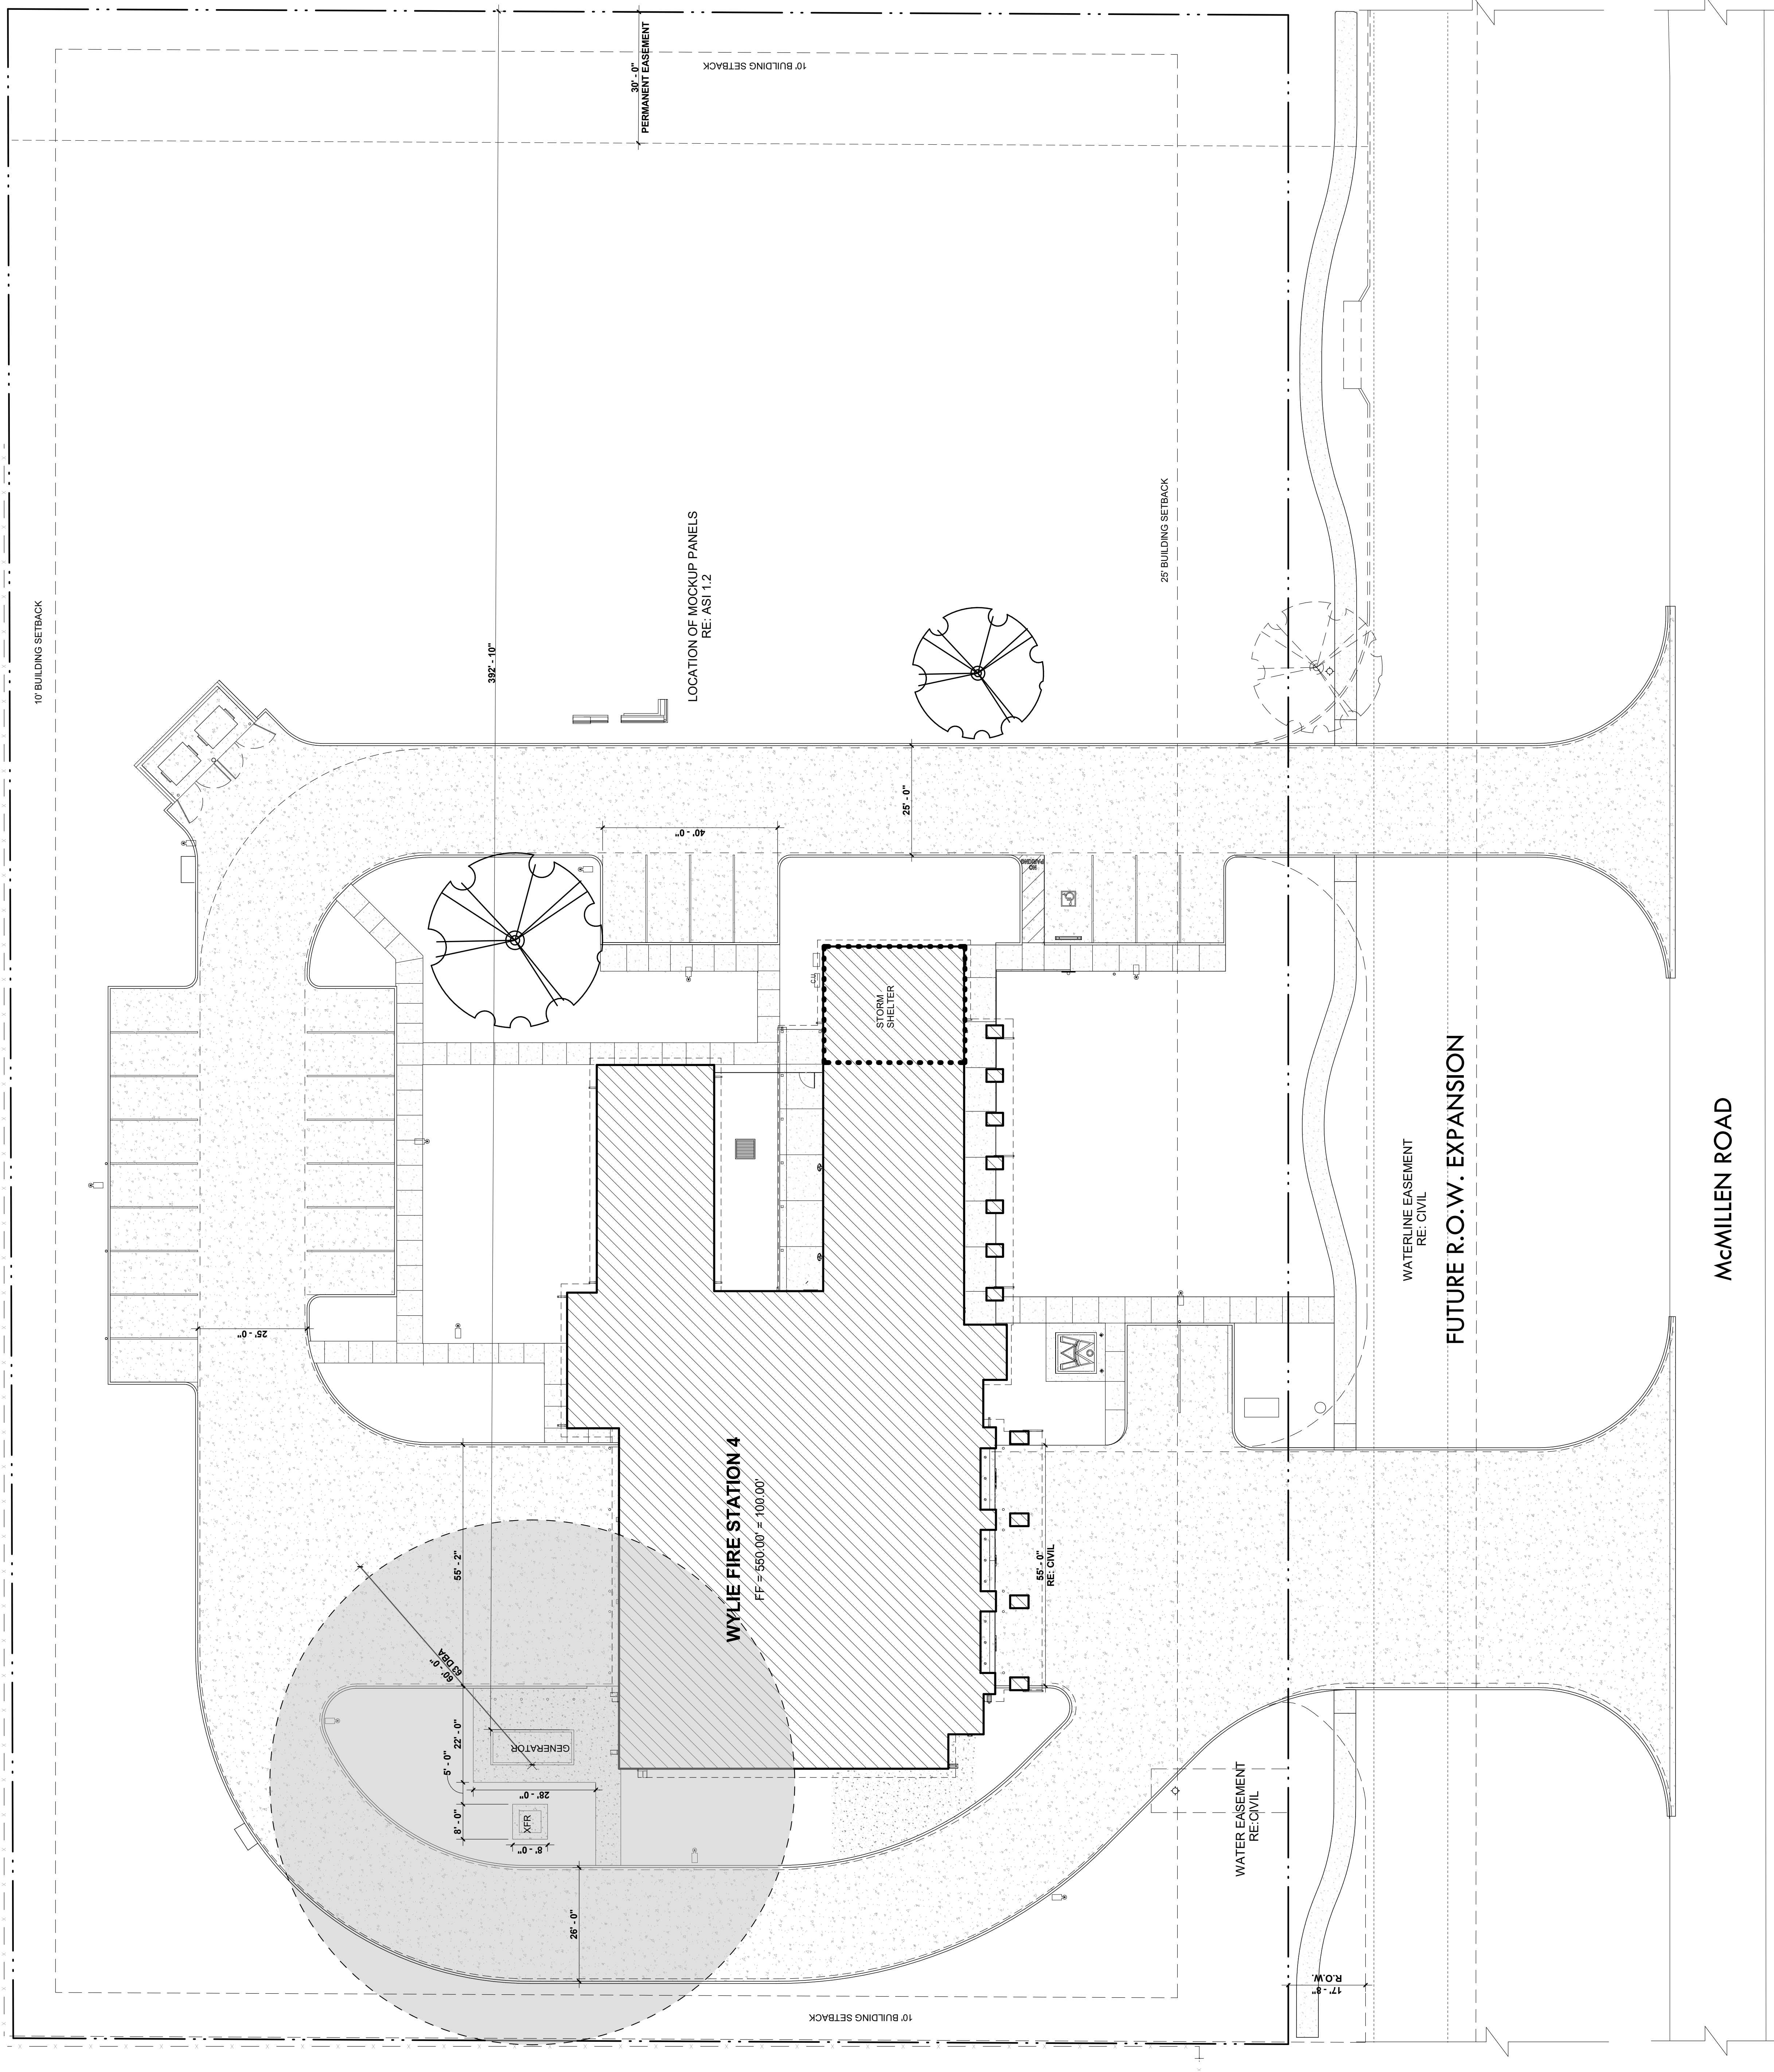 30' - 0"
PERMANENT EASEMENT
10' BUILDING SETBACK
10' BUILDING SETBACK
392' - 10"
LOCATION OF MOCKUP PANELS
RE: ASI 1.2
25' BUILDING SETBACK
25' - 0"
40' - 0"
NO
PARKING
STORM
SHELTER
25' - 0"
WATERLINE EASEMENT
RE: CIVIL
FUTURE R.O.W. EXPANSION
McMILLEN ROAD
WYLIE FIRE STATION 4
FF = 550.00' = 100.00'
55' - 2"
55' - 0"
RE: CIVIL
60' - 0"
63 DBA
22' - 0"
GENERATOR
5' - 0"
28' - 0"
8' - 0"
XFR
8' - 0"
26' - 0"
WATER EASEMENT
RE:CIVIL
17' - 8"
R.O.W.
10' BUILDING SETBACK